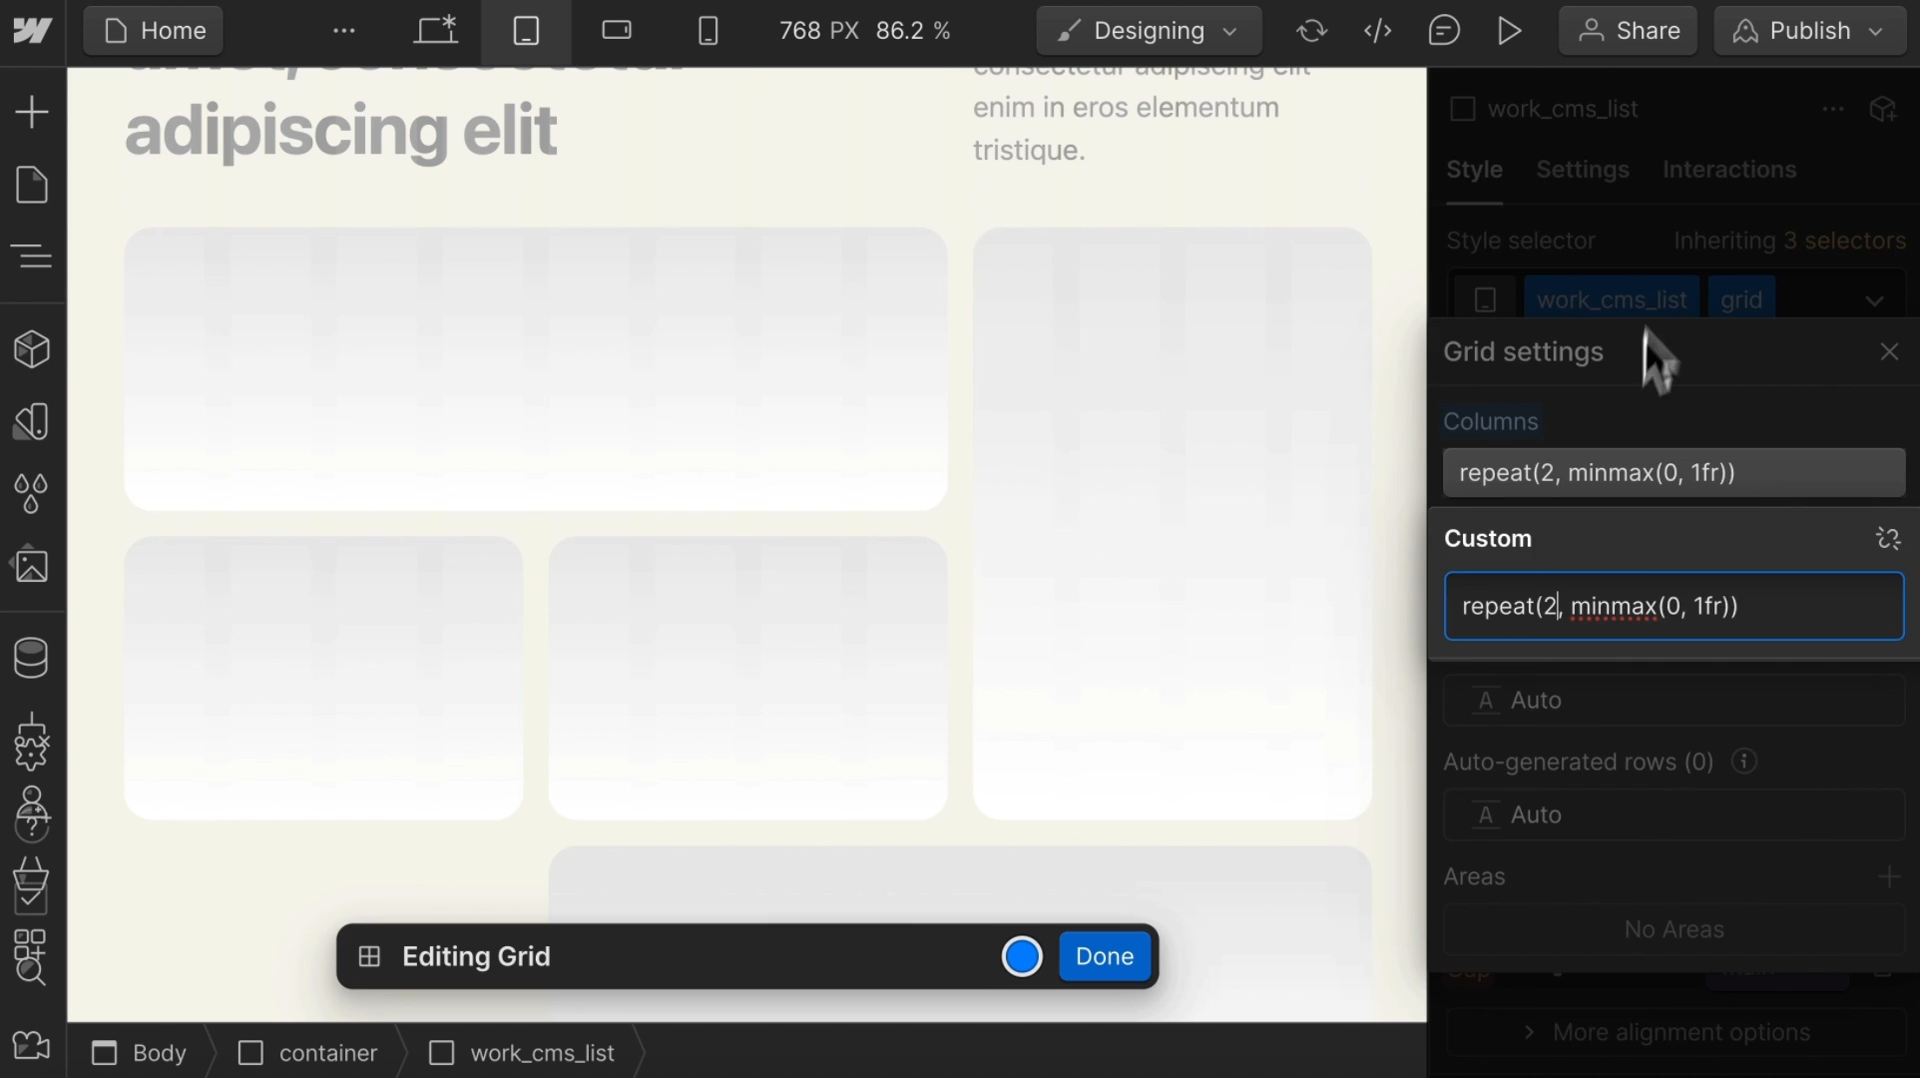 Home
768 PX 86.2 %
Designing
Share
Publish
adipiscing elit
consectetur adipiscing elit
enim in eros elementum
tristique.
work_cms_list
Style Settings Interactions
Style selector Inheriting 3 selectors
work_cms_list grid
Grid settings
Columns
repeat(2, minmax(0, 1fr))
Custom
repeat(2, minmax(0, 1fr))
A Auto
Auto-generated rows (0)
A Auto
Areas
No Areas
More alignment options
Editing Grid
Done
Body container work_cms_list